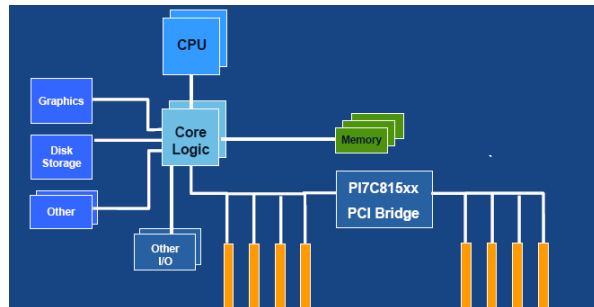 CPU
Graphics
Core
Logic
Memory
Disk
Storage
PI7C815xx
PCI Bridge
Other
Other
I/O